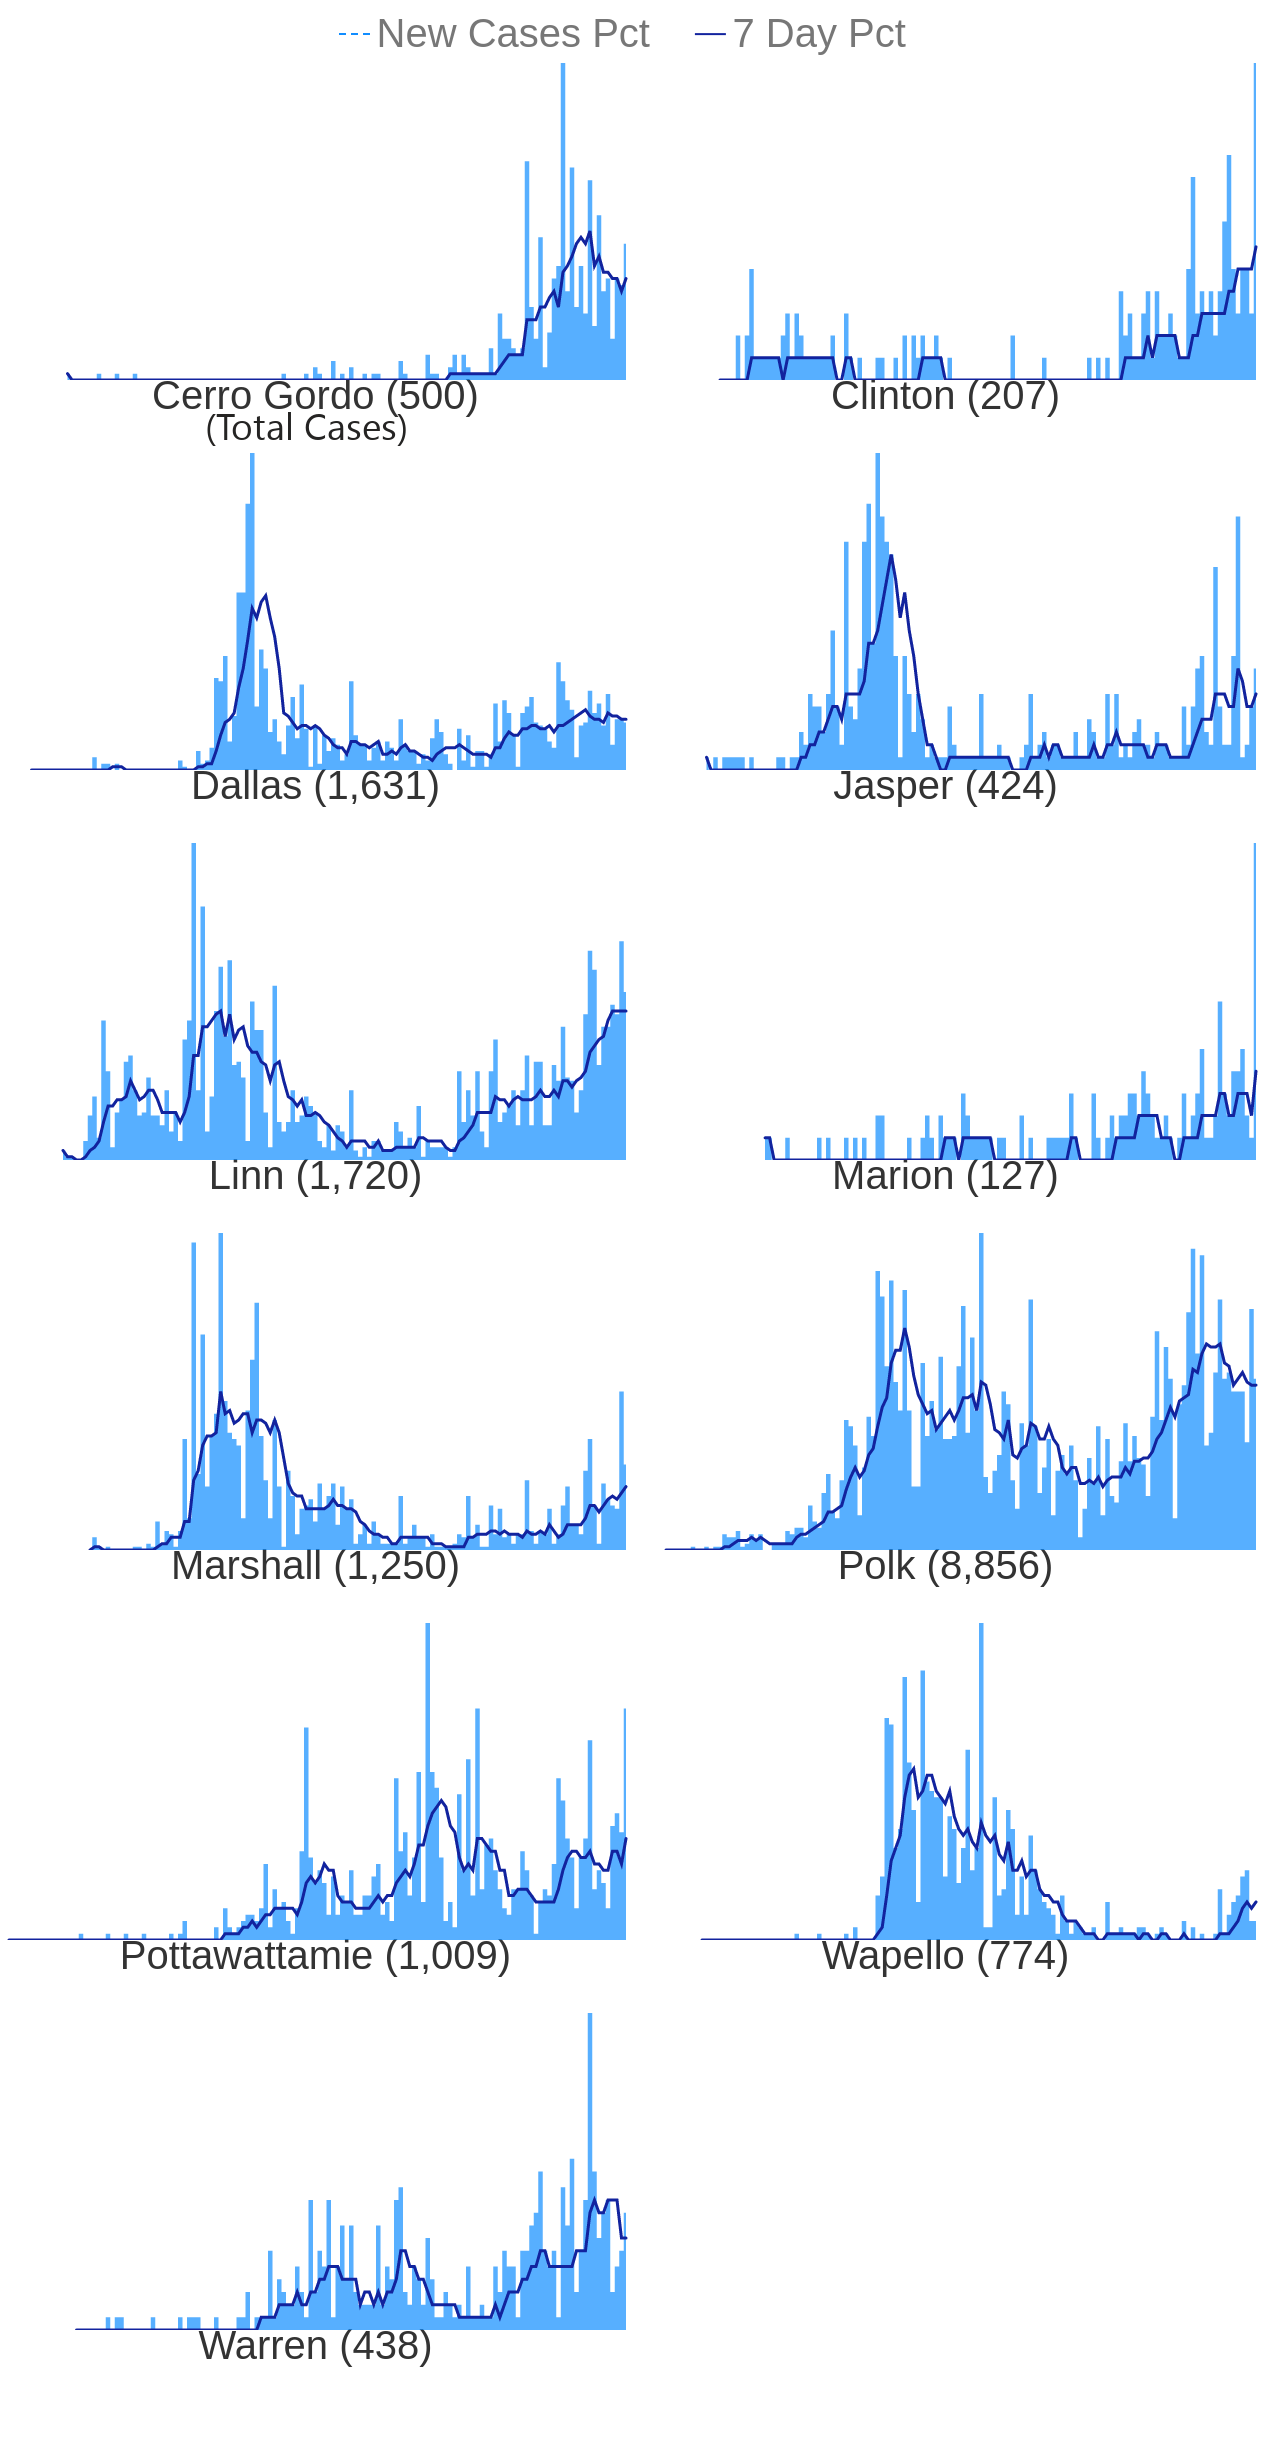 New Cases Pct 7 Day Pct
Cerro Gordo (500)
(Total Cases)
Clinton (207)
Dallas (1,631)
Jasper (424)
Linn (1,720)
Marion (127)
Marshall (1,250)
Polk (8,856)
Pottawattamie (1,009)
Wapello (774)
Warren (438)